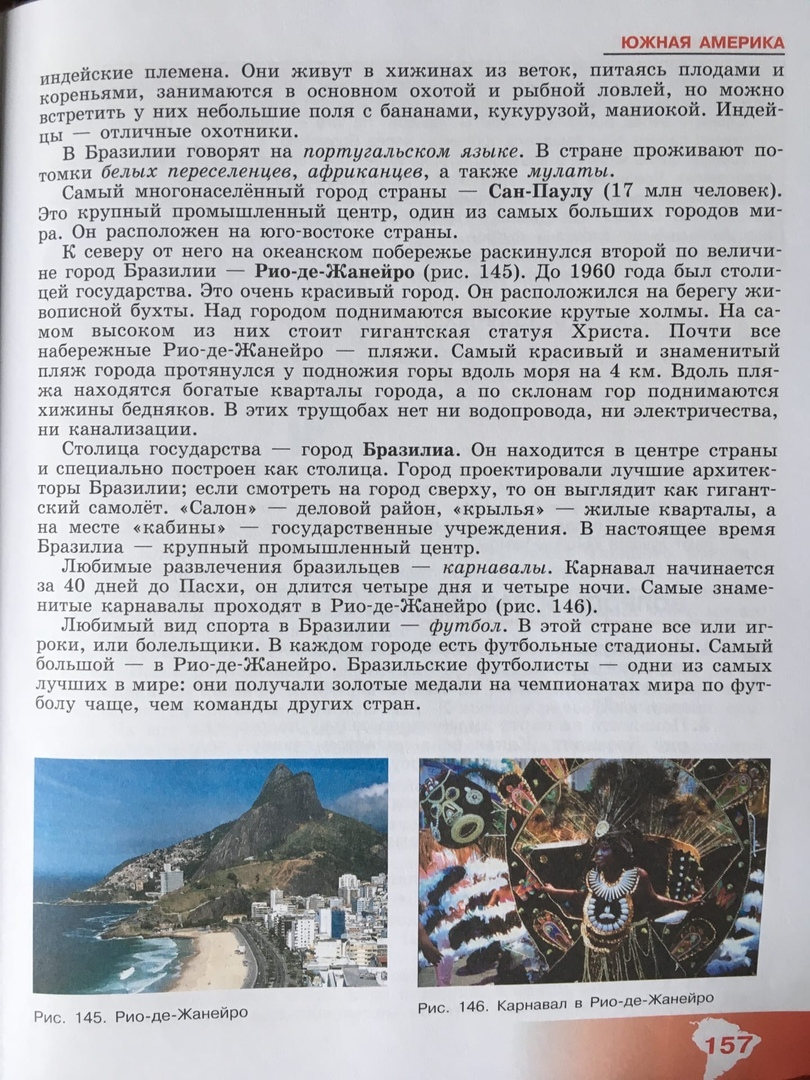 ЮЖНАЯ АМЕРИКА
индейские племена. Они живут в хижинах из веток, питаясь плодами и
кореньями, занимаются в основном охотой и рыбной ловлей, но можно
встретить у них небольшие поля с бананами, кукурузой, маниокой. Индей-
цы — отличные охотники.
В Бразилии говорят на португальском языке. В стране проживают по-
томки белых переселенцев, африканцев, а также мулаты.
Самый многонаселённый город страны — Сан-Паулу (17 млн человек).
Это крупный промышленный центр, один из самых больших городов ми-
ра. Он расположен на юго-востоке страны.
К северу от него на океанском побережье раскинулся второй по величи-
не город Бразилии — Рио-де-Жанейро (рис. 145). До 1960 года был столи-
цей государства. Это очень красивый город. Он расположился на берегу жи-
вописной бухты. Над городом поднимаются высокие крутые холмы. На са-
мом высоком из них стоит гигантская статуя Христа. Почти все
набережные Рио-де-Жанейро — пляжи. Самый красивый и знаменитый
пляж города протянулся у подножия горы вдоль моря на 4 км. Вдоль пля-
жа находятся богатые кварталы города, а по склонам гор поднимаются
хижины бедняков. В этих трущобах нет ни водопровода, ни электричества,
ни канализации.
Столица государства — город Бразилиа. Он находится в центре страны
и специально построен как столица. Город проектировали лучшие архитек-
торы Бразилии; если смотреть на город сверху, то он выглядит как гигант-
ский самолёт. «Салон» — деловой район, «крылья» — жилые кварталы, а
на месте «кабины» — государственные учреждения. В настоящее время
Бразилиа — крупный промышленный центр.
Любимые развлечения бразильцев — карнавалы. Карнавал начинается
за 40 дней до Пасхи, он длится четыре дня и четыре ночи. Самые знаме-
нитые карнавалы проходят в Рио-де-Жанейро (рис. 146).
Любимый вид спорта в Бразилии — футбол. В этой стране все или иг-
роки, или болельщики. В каждом городе есть футбольные стадионы. Самый
большой — в Рио-де-Жанейро. Бразильские футболисты — одни из самых
лучших в мире: они получали золотые медали на чемпионатах мира по фут-
болу чаще, чем команды других стран.
Рис. 145. Рио-де-Жанейро
Рис. 146. Карнавал в Рио-де-Жанейро
157